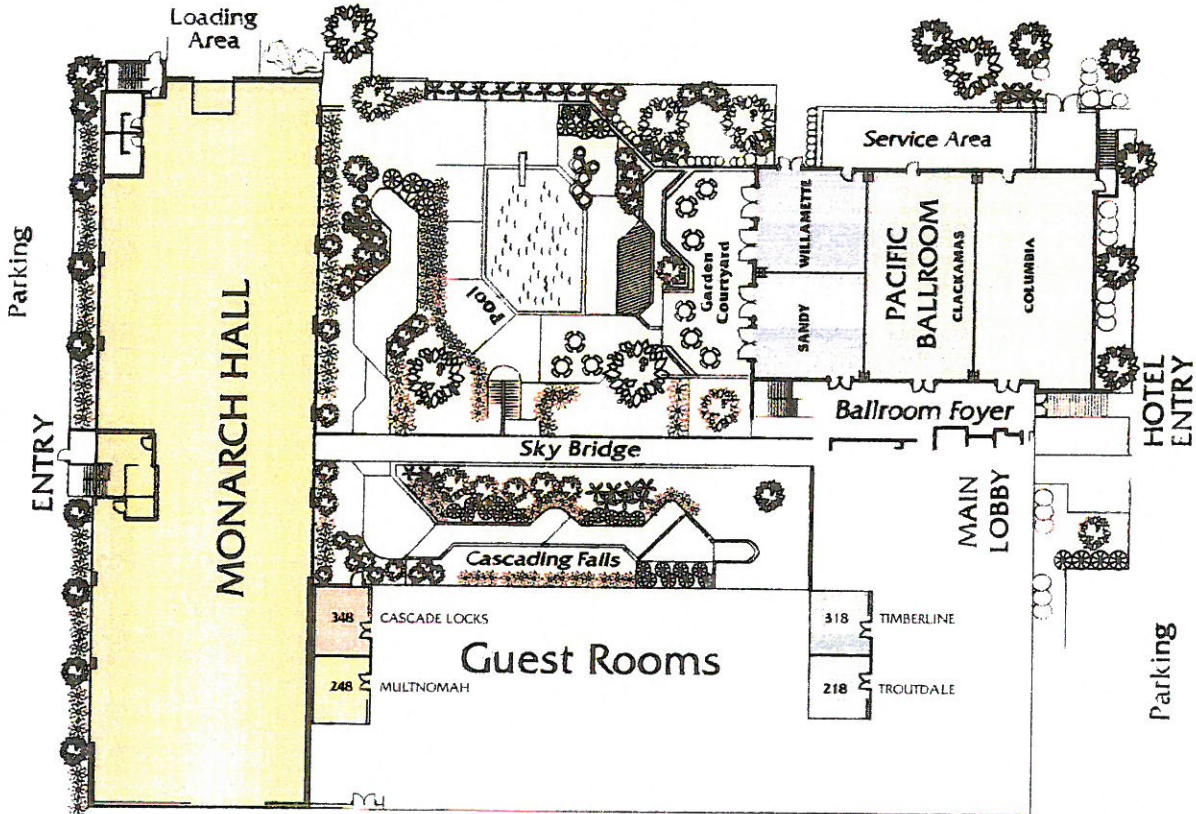 Loading
Area
Service Area
Parking
MONARCH HALL
Pool
Garden
Courtyard
WILLAMETTE
SANDY
PACIFIC
BALLROOM
CLACKAMAS
COLUMBIA
ENTRY
Ballroom Foyer
HOTEL
ENTRY
Sky Bridge
MAIN
LOBBY
Cascading Falls
348 CASCADE LOCKS
318 TIMBERLINE
Guest Rooms
248 MULTNOMAH
218 TROUTDALE
Parking